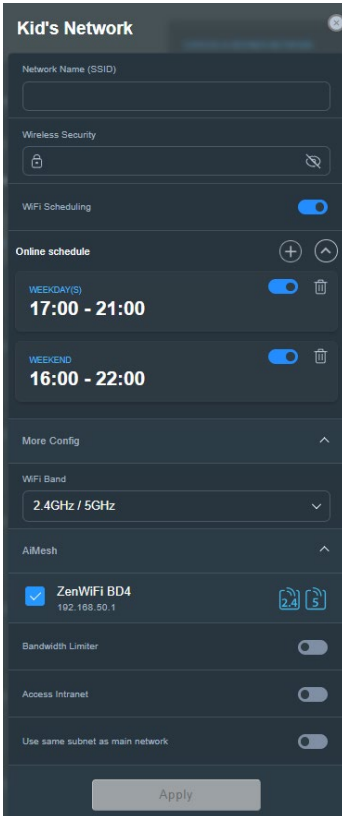 Kid's Network
Network Name (SSID)
Wireless Security
WiFi Scheduling
Online schedule
WEEKDAY(S)
17:00 - 21:00
WEEKEND
16:00 - 22:00
More Config
WiFi Band
2.4GHz / 5GHz
AiMesh
ZenWiFi BD4
192.168.50.1
2.4 5
Bandwidth Limiter
Access Intranet
Use same subnet as main network
Apply